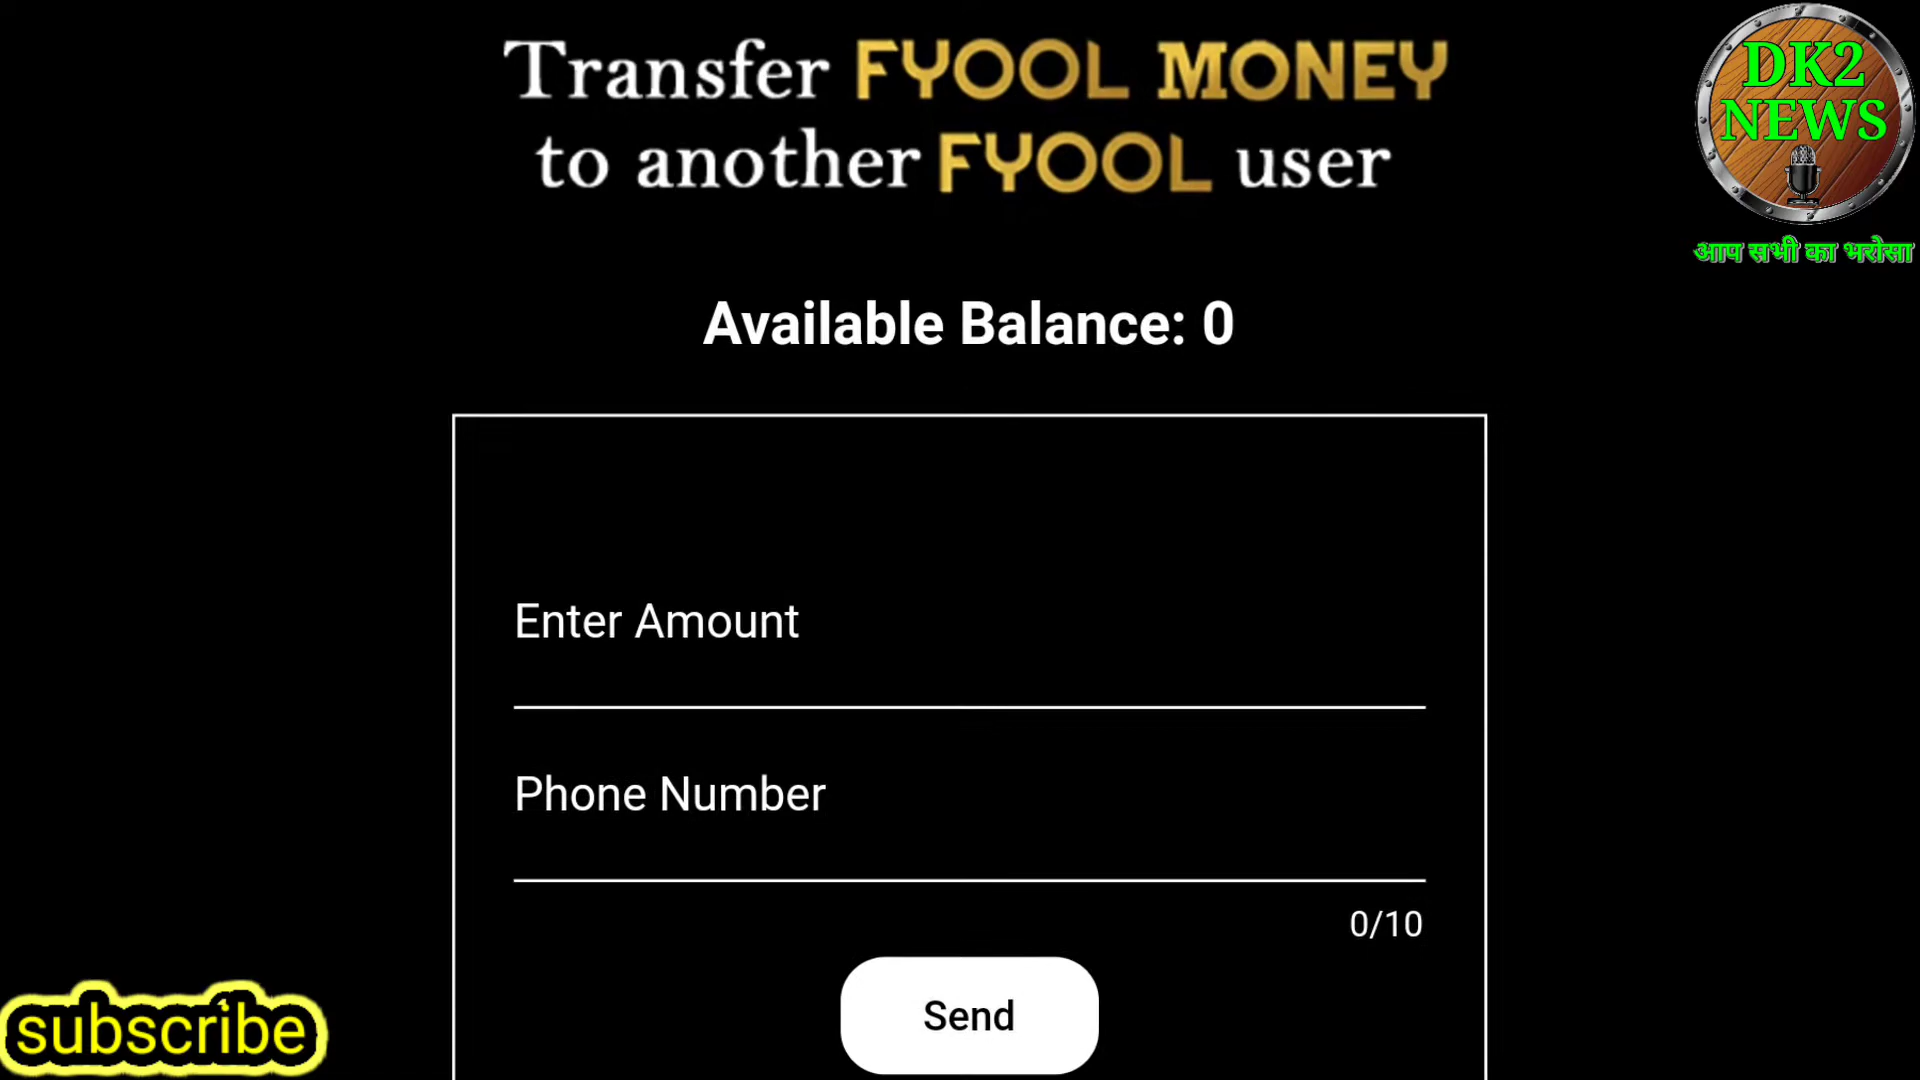 Transfer FYOOL MONEY
to another FYOOL user
DK2
NEWS
आप सभी का भरोसा
Available Balance: 0
Enter Amount
Phone Number
0/10
Send
subscribe